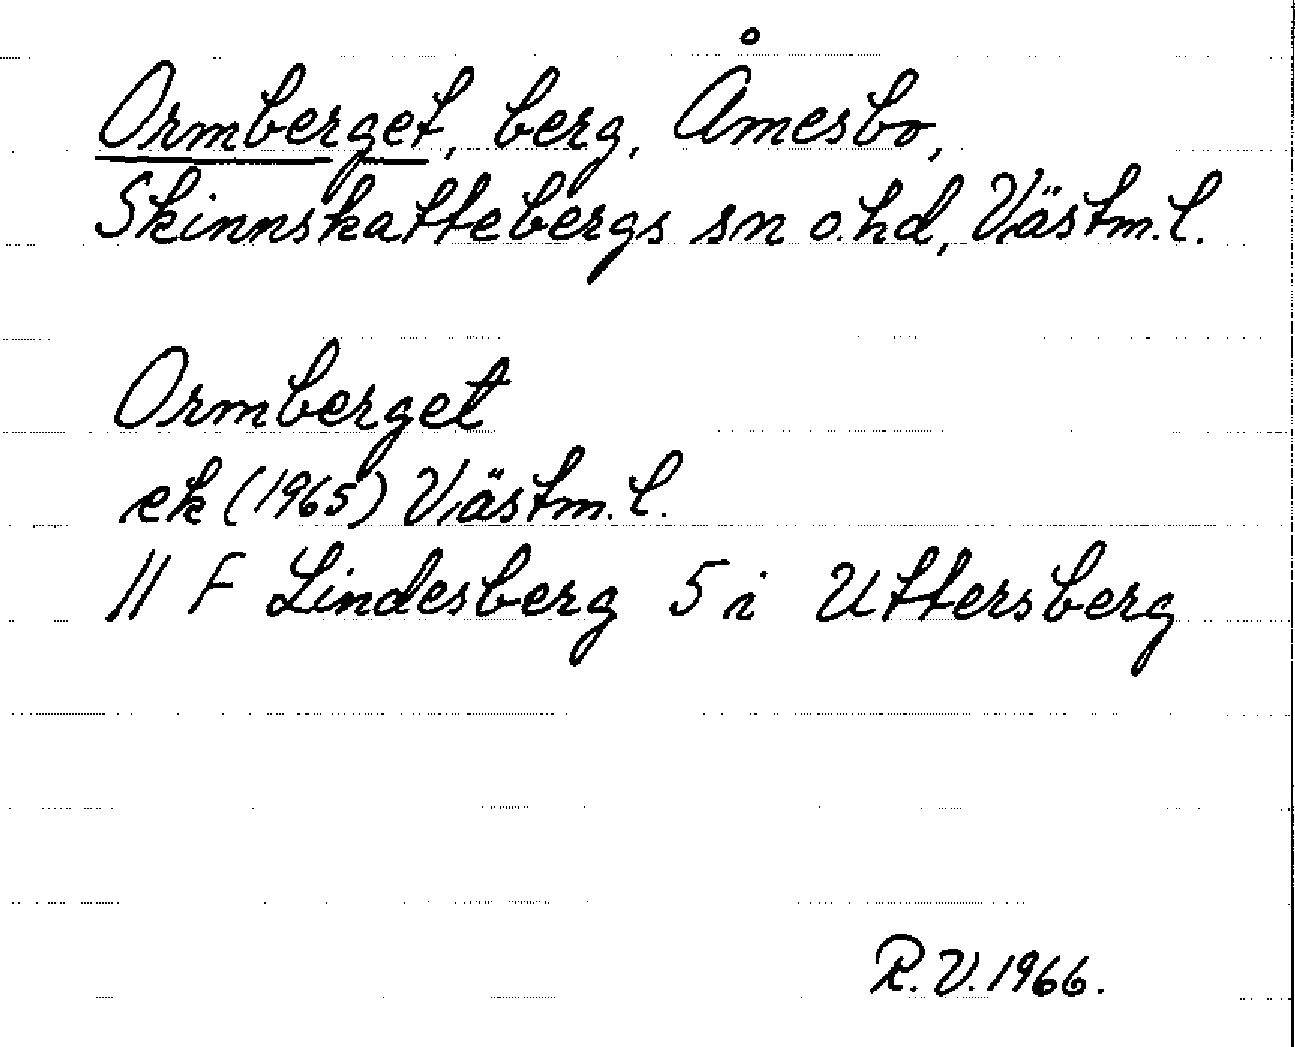 Ormberget, berg, Åmesbo,
Skinnskattebergs sn o. hd, Västm. l.
Ormberget
ek (1965) Västm. l.
11 F Lindesberg 5 i Uttersberg
R. V. 1966.